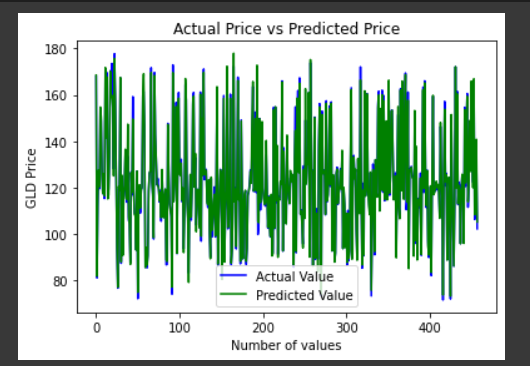 Actual Price vs Predicted Price
180
160
140
120
100
80
GLD Price
Actual Value
Predicted Value
0 100 200 300 400
Number of values